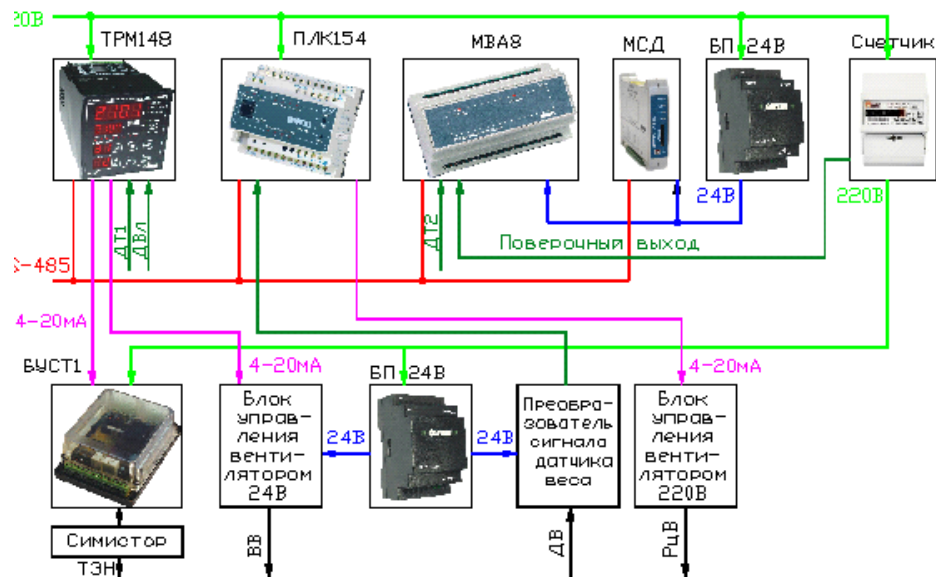 20В
ТРМ148
ПЛК154
МВА8
МСД
БП 24В
Счетчик
24В
220В
ДТ1
ДВл
ДТ2
Поверочный выход
-485
4-20мА
БУСТ1
4-20мА
БП 24В
4-20мА
Блок
управ-
ления
венти-
лятором
24В
24В
24В
Преобра-
зователь
сигнала
датчика
веса
Блок
управ-
ления
венти-
лятором
220В
Симистор
ТЭН
ВВ
ДВ
РцВ